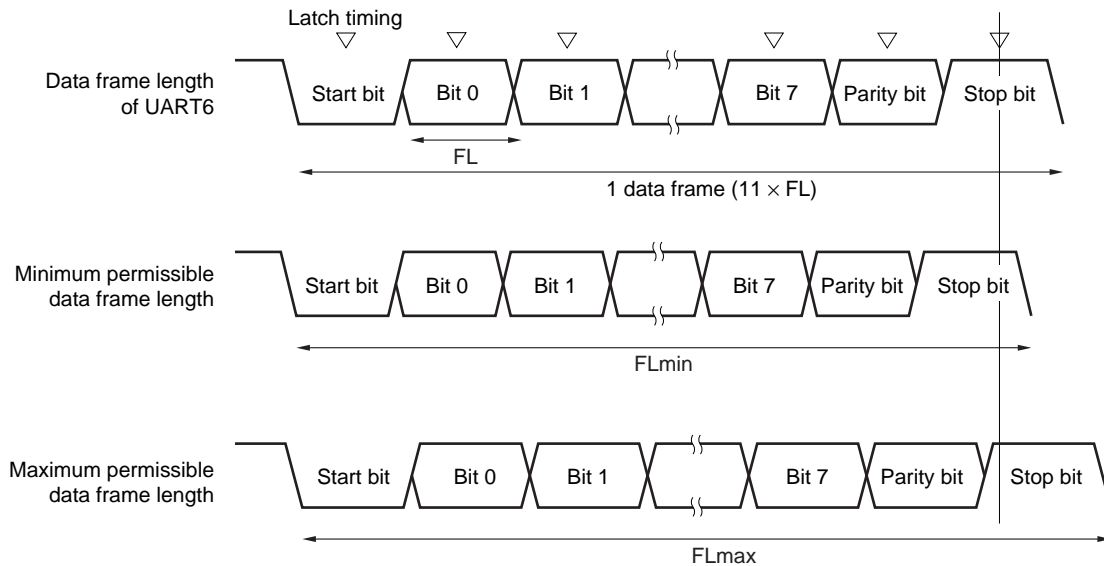 Latch timing
Data frame length
of UART6
Start bit Bit 0 Bit 1 Bit 7 Parity bit Stop bit
FL
1 data frame (11 × FL)
Minimum permissible
data frame length
Start bit Bit 0 Bit 1 Bit 7 Parity bit Stop bit
FLmin
Maximum permissible
data frame length
Start bit Bit 0 Bit 1 Bit 7 Parity bit Stop bit
FLmax